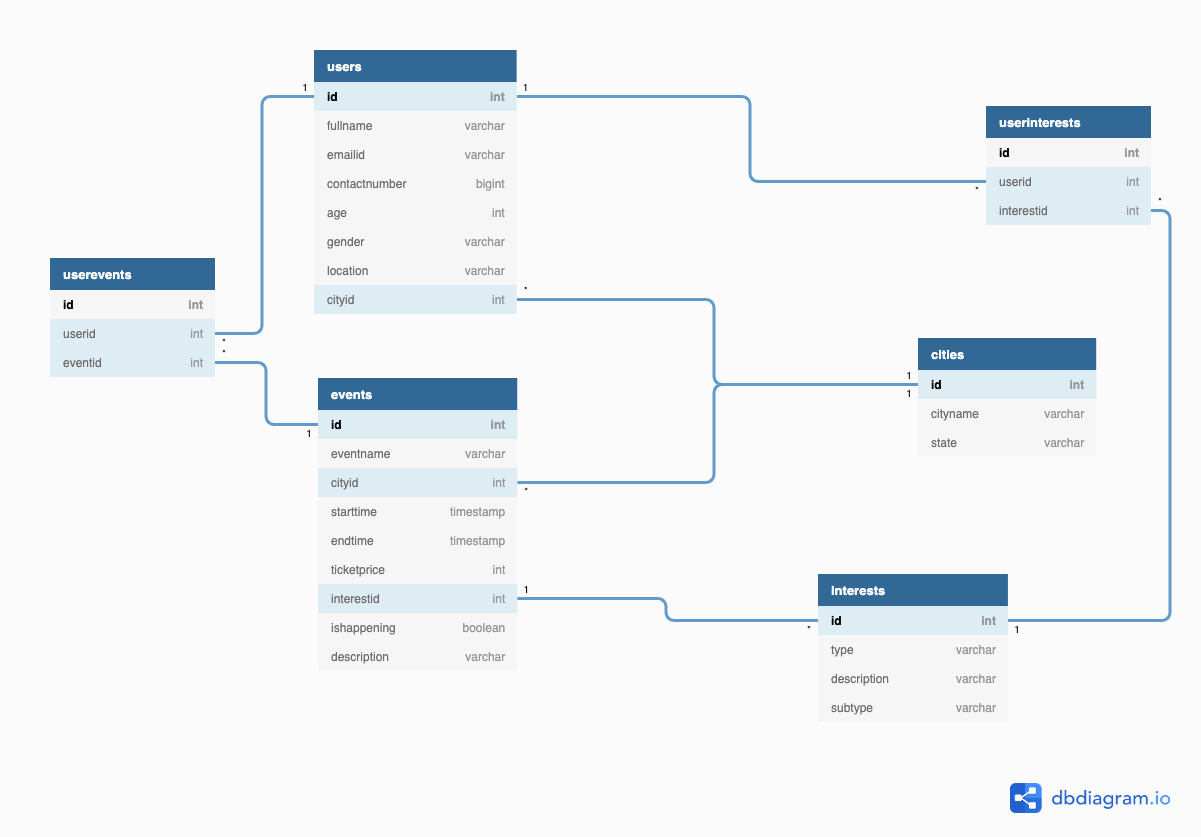 users
1 id int 1
fullname varchar
emailid varchar
contactnumber bigint
age int
gender varchar
location varchar
cityid int *
userinterests
id int
* userid int
interestid int *
userevents
id int
userid int *
eventid int *
cities
1 id int
1
cityname varchar
state varchar
events
1 id int
eventname varchar
cityid int *
starttime timestamp
endtime timestamp
ticketprice int
interestid int 1
ishappening boolean
description varchar
interests
* id int 1
type varchar
description varchar
subtype varchar
dbdiagram.io